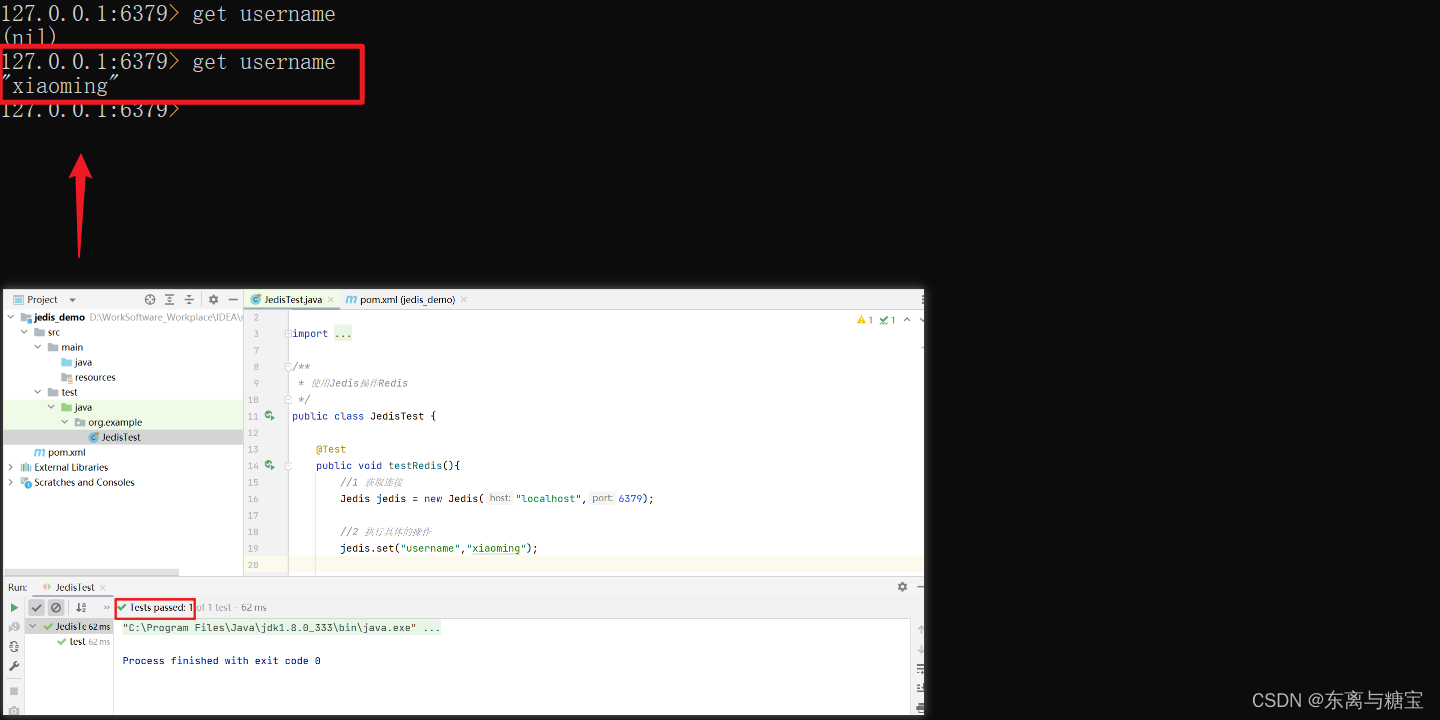 127.0.0.1:6379> get username
(nil)
127.0.0.1:6379> get username
"xiaoming"
127.0.0.1:6379>
Project
JedisTest.java
pom.xml (jedis_demo)
jedis_demo D:\WorkSoftware_Workplace\IDEA\
src
main
java
resources
test
java
org.example
JedisTest
pom.xml
External Libraries
Scratches and Consoles
1 1
2
3 import ...
7
8 /**
9 * 使用Jedis操作Redis
10 */
11 public class JedisTest {
12
13 @Test
14 public void testRedis(){
15 //1 获取连接
16 Jedis jedis = new Jedis( host: "localhost", port: 6379);
17
18 //2 执行具体的操作
19 jedis.set("username","xiaoming");
20
Run: JedisTest
Tests passed: 1 of 1 test – 62 ms
JedisTe 62 ms
test 62 ms
"C:\Program Files\Java\jdk1.8.0_333\bin\java.exe" ...
Process finished with exit code 0
CSDN @东离与糖宝